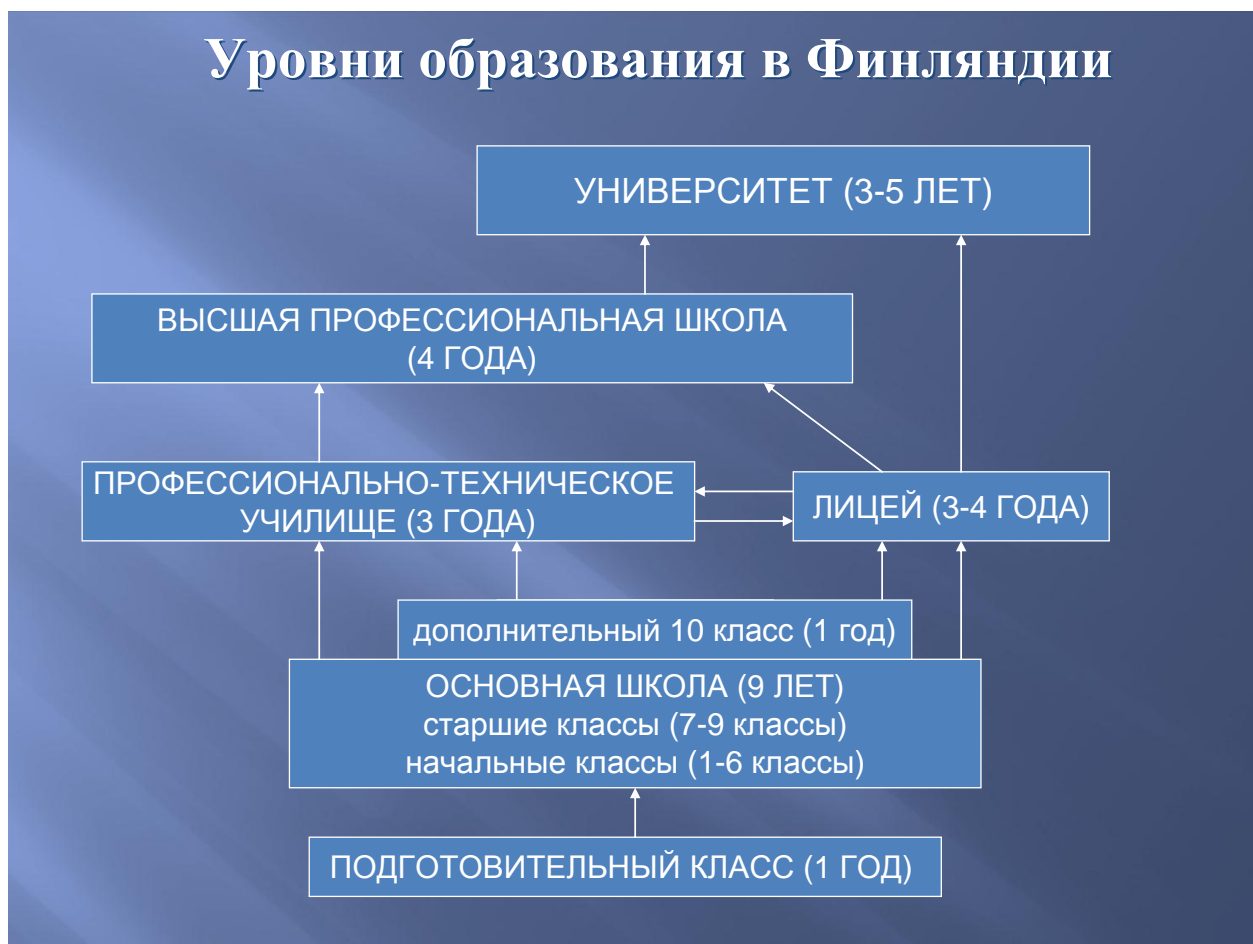 Уровни образования в Финляндии
УНИВЕРСИТЕТ (3-5 ЛЕТ)
ВЫСШАЯ ПРОФЕССИОНАЛЬНАЯ ШКОЛА
(4 ГОДА)
ПРОФЕССИОНАЛЬНО-ТЕХНИЧЕСКОЕ
УЧИЛИЩЕ (3 ГОДА)
ЛИЦЕЙ (3-4 ГОДА)
дополнительный 10 класс (1 год)
ОСНОВНАЯ ШКОЛА (9 ЛЕТ)
старшие классы (7-9 классы)
начальные классы (1-6 классы)
ПОДГОТОВИТЕЛЬНЫЙ КЛАСС (1 ГОД)